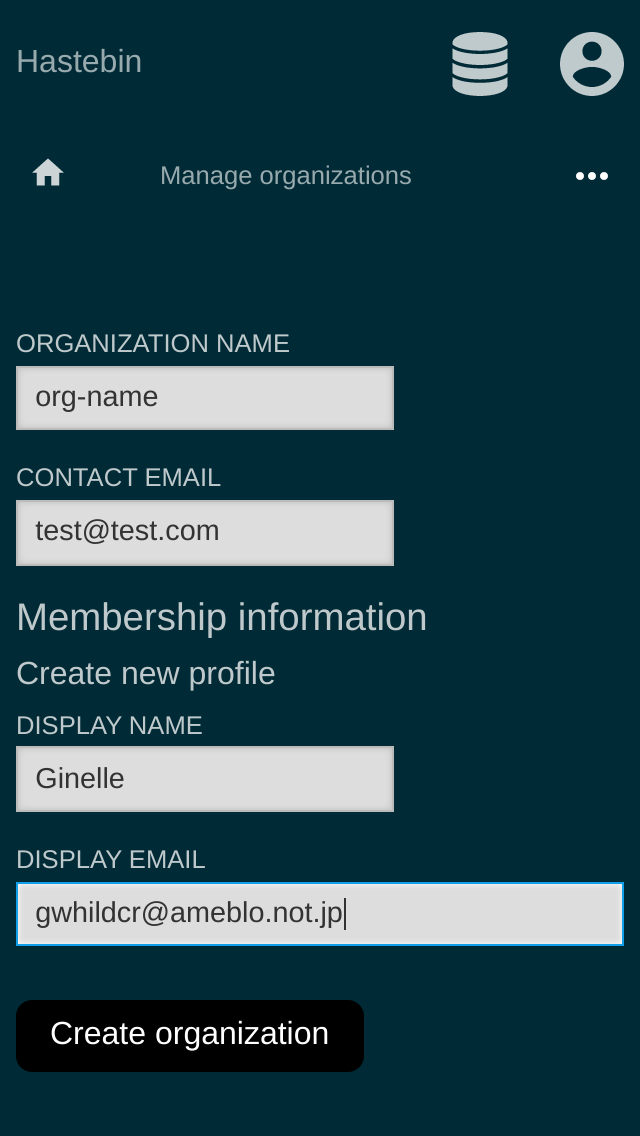 Hastebin
Manage organizations
ORGANIZATION NAME
org-name
CONTACT EMAIL
test@test.com
Membership information
Create new profile
DISPLAY NAME
Ginelle
DISPLAY EMAIL
gwhildcr@ameblo.not.jp
Create organization